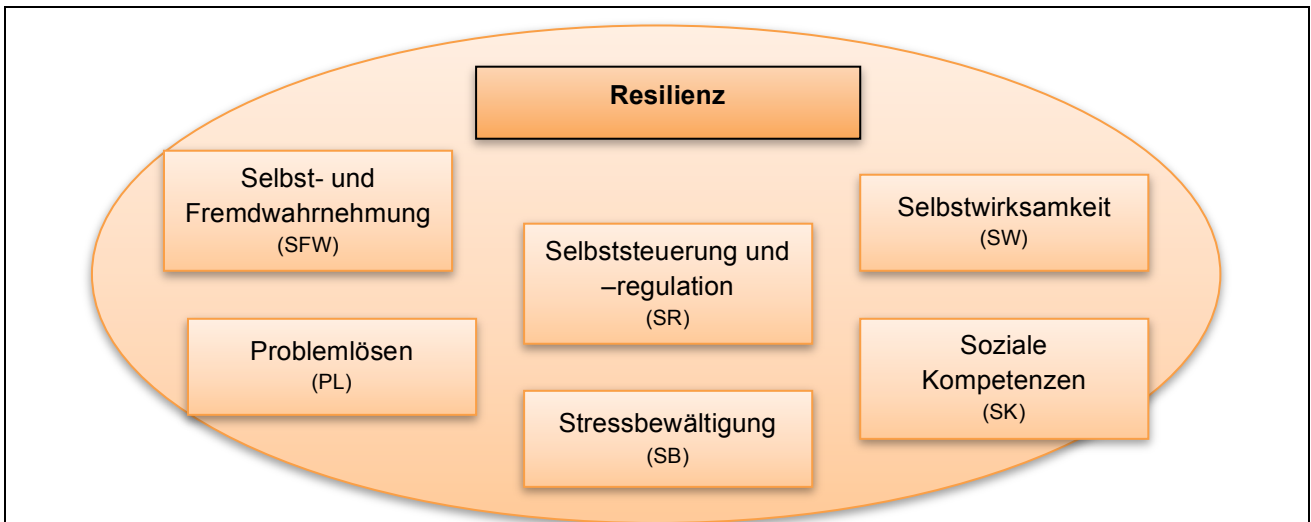 Resilienz
Selbst- und
Fremdwahrnehmung
(SFW)
Selbstwirksamkeit
(SW)
Selbststeuerung und
–regulation
(SR)
Problemlösen
(PL)
Soziale
Kompetenzen
(SK)
Stressbewältigung
(SB)